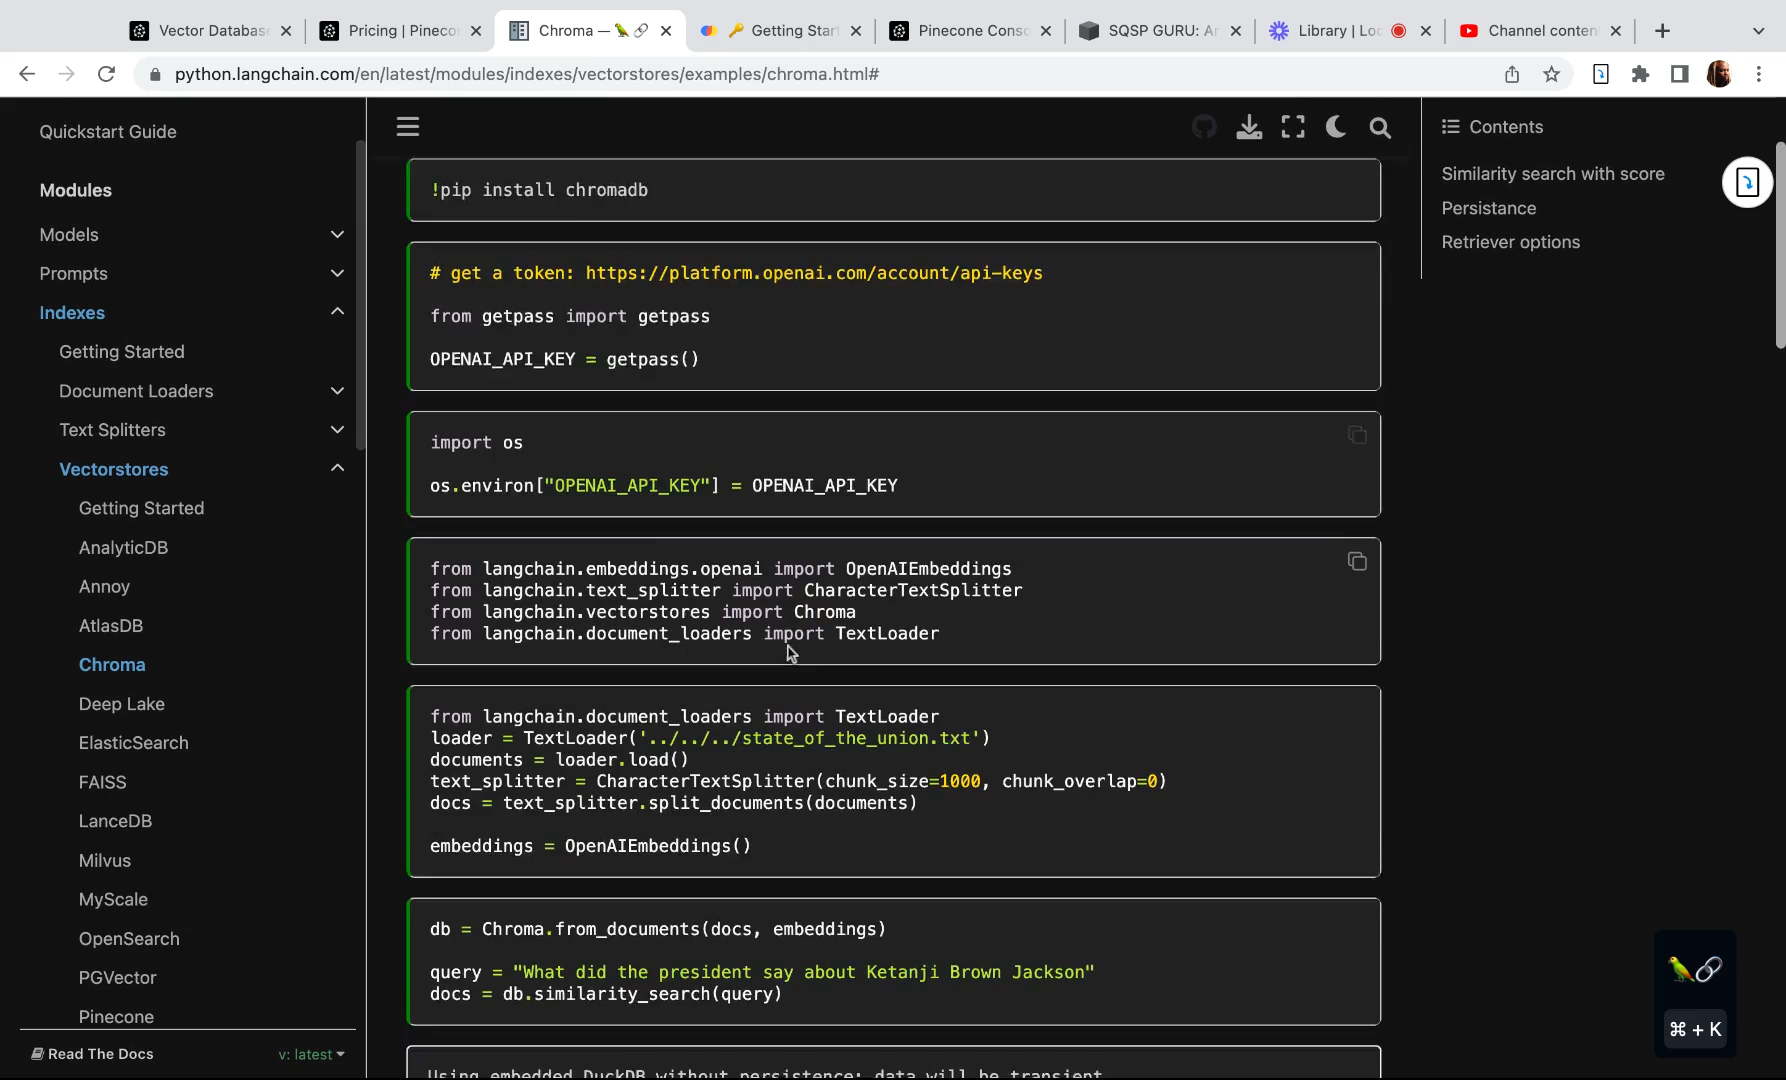 Vector Databas
Pricing | Pinecc
Chroma —
Getting Star
Pinecone Cons
SQSP GURU: Ar
Library | Loo
Channel conten
python.langchain.com/en/latest/modules/indexes/vectorstores/examples/chroma.html#
Quickstart Guide
Modules
Models
Prompts
Indexes
Getting Started
Document Loaders
Text Splitters
Vectorstores
Getting Started
AnalyticDB
Annoy
AtlasDB
Chroma
Deep Lake
ElasticSearch
FAISS
LanceDB
Milvus
MyScale
OpenSearch
PGVector
Pinecone
Read The Docs
v: latest
!pip install chromadb
# get a token: https://platform.openai.com/account/api-keys
from getpass import getpass
OPENAI_API_KEY = getpass()
import os
os.environ["OPENAI_API_KEY"] = OPENAI_API_KEY
from langchain.embeddings.openai import OpenAIEmbeddings
from langchain.text_splitter import CharacterTextSplitter
from langchain.vectorstores import Chroma
from langchain.document_loaders import TextLoader
from langchain.document_loaders import TextLoader
loader = TextLoader('../../../state_of_the_union.txt')
documents = loader.load()
text_splitter = CharacterTextSplitter(chunk_size=1000, chunk_overlap=0)
docs = text_splitter.split_documents(documents)
embeddings = OpenAIEmbeddings()
db = Chroma.from_documents(docs, embeddings)
query = "What did the president say about Ketanji Brown Jackson"
docs = db.similarity_search(query)
Using embedded DuckDB without persistence: data will be transient
Contents
Similarity search with score
Persistance
Retriever options
⌘ + K